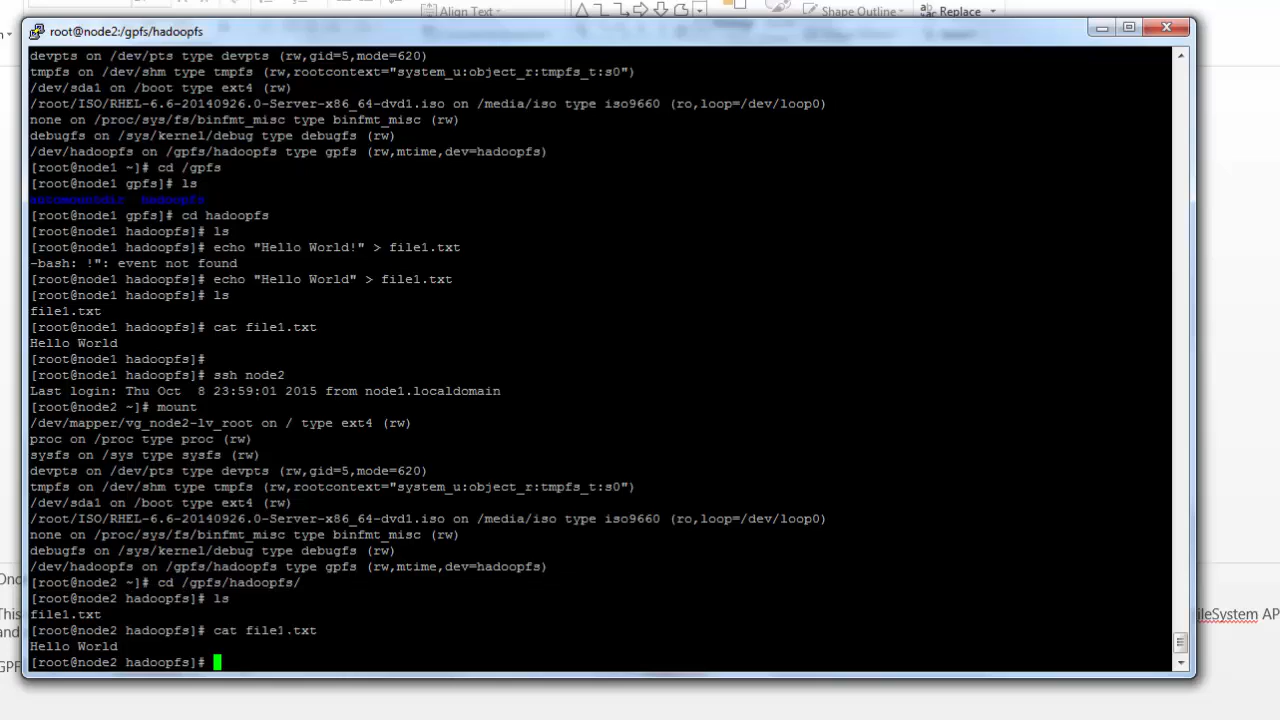 Align Text
Shape Outline
Replace
root@node2:/gpfs/hadoopfs
devpts on /dev/pts type devpts (rw,gid=5,mode=620)
tmpfs on /dev/shm type tmpfs (rw,rootcontext="system_u:object_r:tmpfs_t:s0")
/dev/sda1 on /boot type ext4 (rw)
/root/ISO/RHEL-6.6-20140926.0-Server-x86_64-dvd1.iso on /media/iso type iso9660 (ro,loop=/dev/loop0)
none on /proc/sys/fs/binfmt_misc type binfmt_misc (rw)
debugfs on /sys/kernel/debug type debugfs (rw)
/dev/hadoopfs on /gpfs/hadoopfs type gpfs (rw,mtime,dev=hadoopfs)
[root@node1 ~]# cd /gpfs
[root@node1 gpfs]# ls
automountdir hadoopfs
[root@node1 gpfs]# cd hadoopfs
[root@node1 hadoopfs]# ls
[root@node1 hadoopfs]# echo "Hello World!" > file1.txt
-bash: !": event not found
[root@node1 hadoopfs]# echo "Hello World" > file1.txt
[root@node1 hadoopfs]# ls
file1.txt
[root@node1 hadoopfs]# cat file1.txt
Hello World
[root@node1 hadoopfs]#
[root@node1 hadoopfs]# ssh node2
Last login: Thu Oct  8 23:59:01 2015 from node1.localdomain
[root@node2 ~]# mount
/dev/mapper/vg_node2-lv_root on / type ext4 (rw)
proc on /proc type proc (rw)
sysfs on /sys type sysfs (rw)
devpts on /dev/pts type devpts (rw,gid=5,mode=620)
tmpfs on /dev/shm type tmpfs (rw,rootcontext="system_u:object_r:tmpfs_t:s0")
/dev/sda1 on /boot type ext4 (rw)
/root/ISO/RHEL-6.6-20140926.0-Server-x86_64-dvd1.iso on /media/iso type iso9660 (ro,loop=/dev/loop0)
none on /proc/sys/fs/binfmt_misc type binfmt_misc (rw)
debugfs on /sys/kernel/debug type debugfs (rw)
/dev/hadoopfs on /gpfs/hadoopfs type gpfs (rw,mtime,dev=hadoopfs)
[root@node2 ~]# cd /gpfs/hadoopfs/
[root@node2 hadoopfs]# ls
file1.txt
[root@node2 hadoopfs]# cat file1.txt
Hello World
[root@node2 hadoopfs]#
This
ileSystem AP
and
GPF